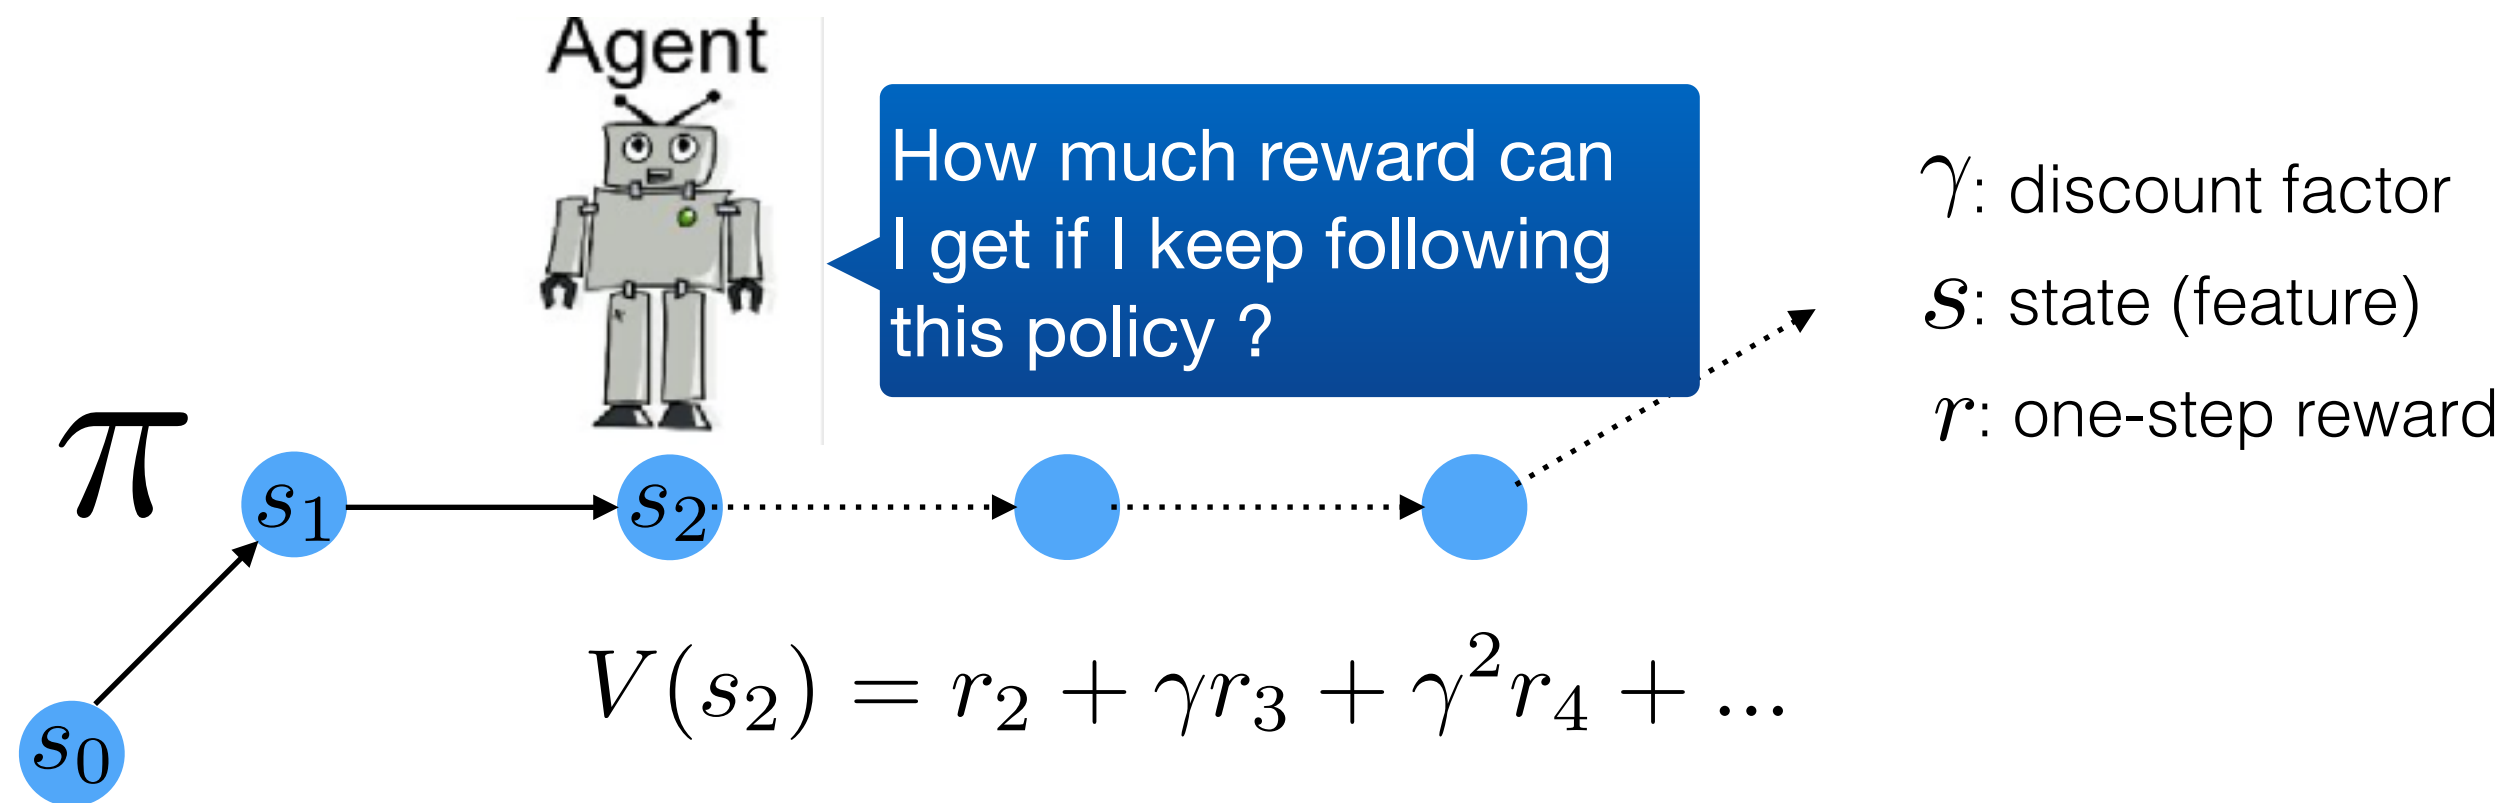 Agent
How much reward can
I get if I keep following
this policy ?
γ: discount factor
s: state (feature)
r: one-step reward
π
s₁
s₂
s₀
V(s₂) = r₂ + γr₃ + γ²r₄ + ...